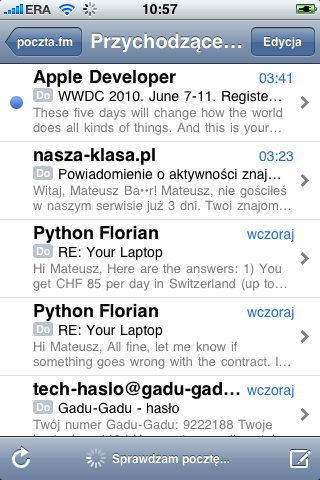 ERA 10:57
poczta.fm Przychodzące... Edycja
Apple Developer 03:41
Do WWDC 2010. June 7-11. Registe...
These five days will change how the world
does all kinds of things. And this is your...
nasza-klasa.pl 03:23
Do Powiadomienie o aktywności znaj...
Witaj, Mateusz Ba••r! Mateusz, nie gościłeś
w naszym serwisie już 3 dni. Twoi znajom...
Python Florian wczoraj
Do RE: Your Laptop
Hi Mateusz, Here are the answers: 1) You
get CHF 85 per day in Switzerland (up to...
Python Florian wczoraj
Do RE: Your Laptop
Hi Mateusz, All fine, let me know if
something goes wrong with the contract. I...
tech-haslo@gadu-gad... wczoraj
Do Gadu-Gadu - hasło
Twój numer Gadu-Gadu: 9222188 Twoje
Sprawdzam pocztę...